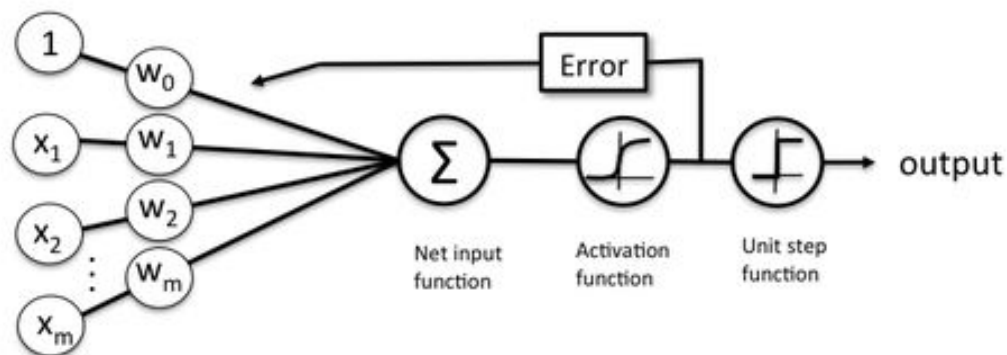 1
w0
Error
x1
w1
Σ
output
x2
w2
Net input
function
Activation
function
Unit step
function
⋮
wm
xm